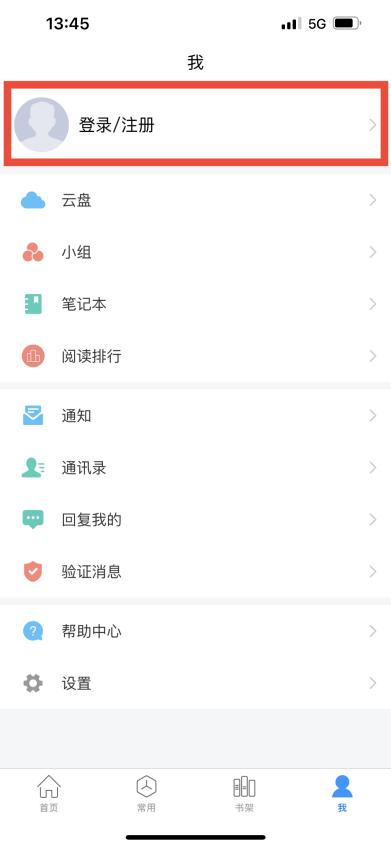 13:45
5G
我
登录/注册
云盘
小组
笔记本
阅读排行
通知
通讯录
回复我的
验证消息
帮助中心
设置
首页
常用
书架
我